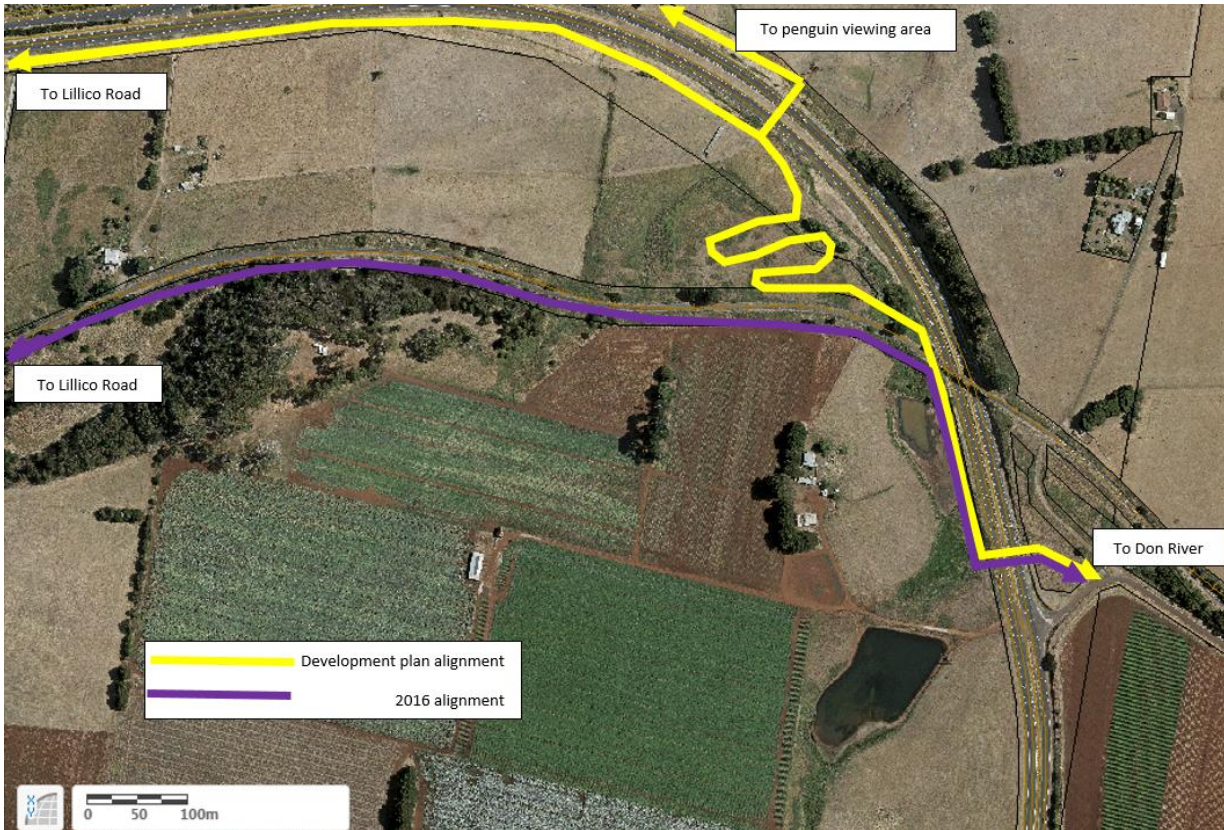 To penguin viewing area
To Lillico Road
To Lillico Road
To Don River
Development plan alignment
2016 alignment
X
Y
0 50 100m